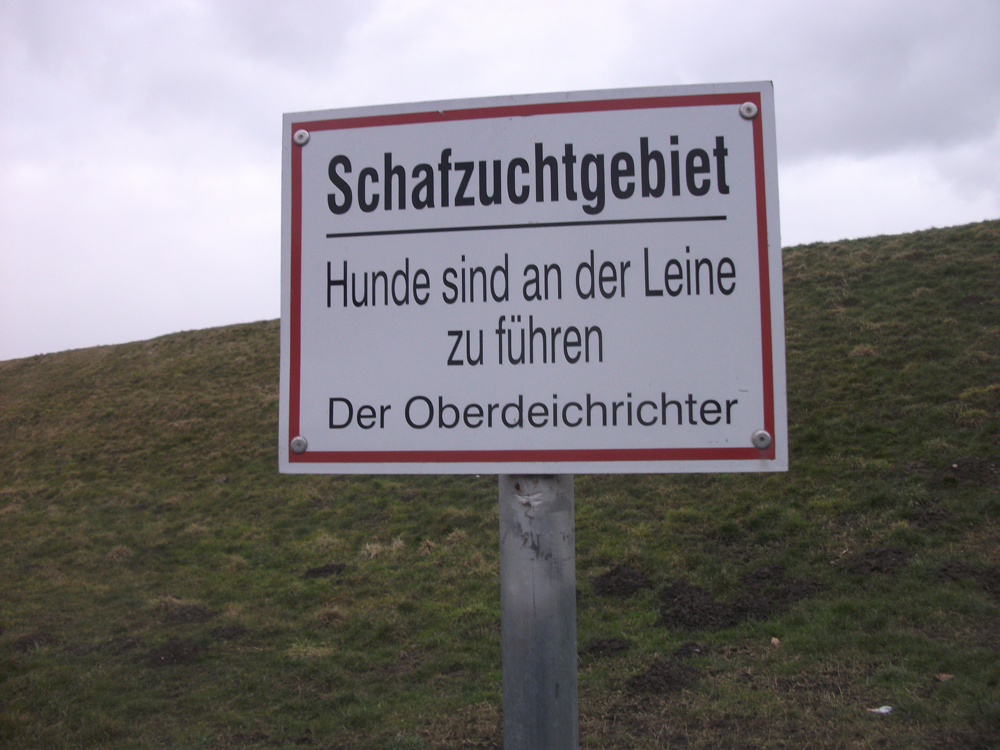 Schafzuchtgebiet
Hunde sind an der Leine
zu führen
Der Oberdeichrichter